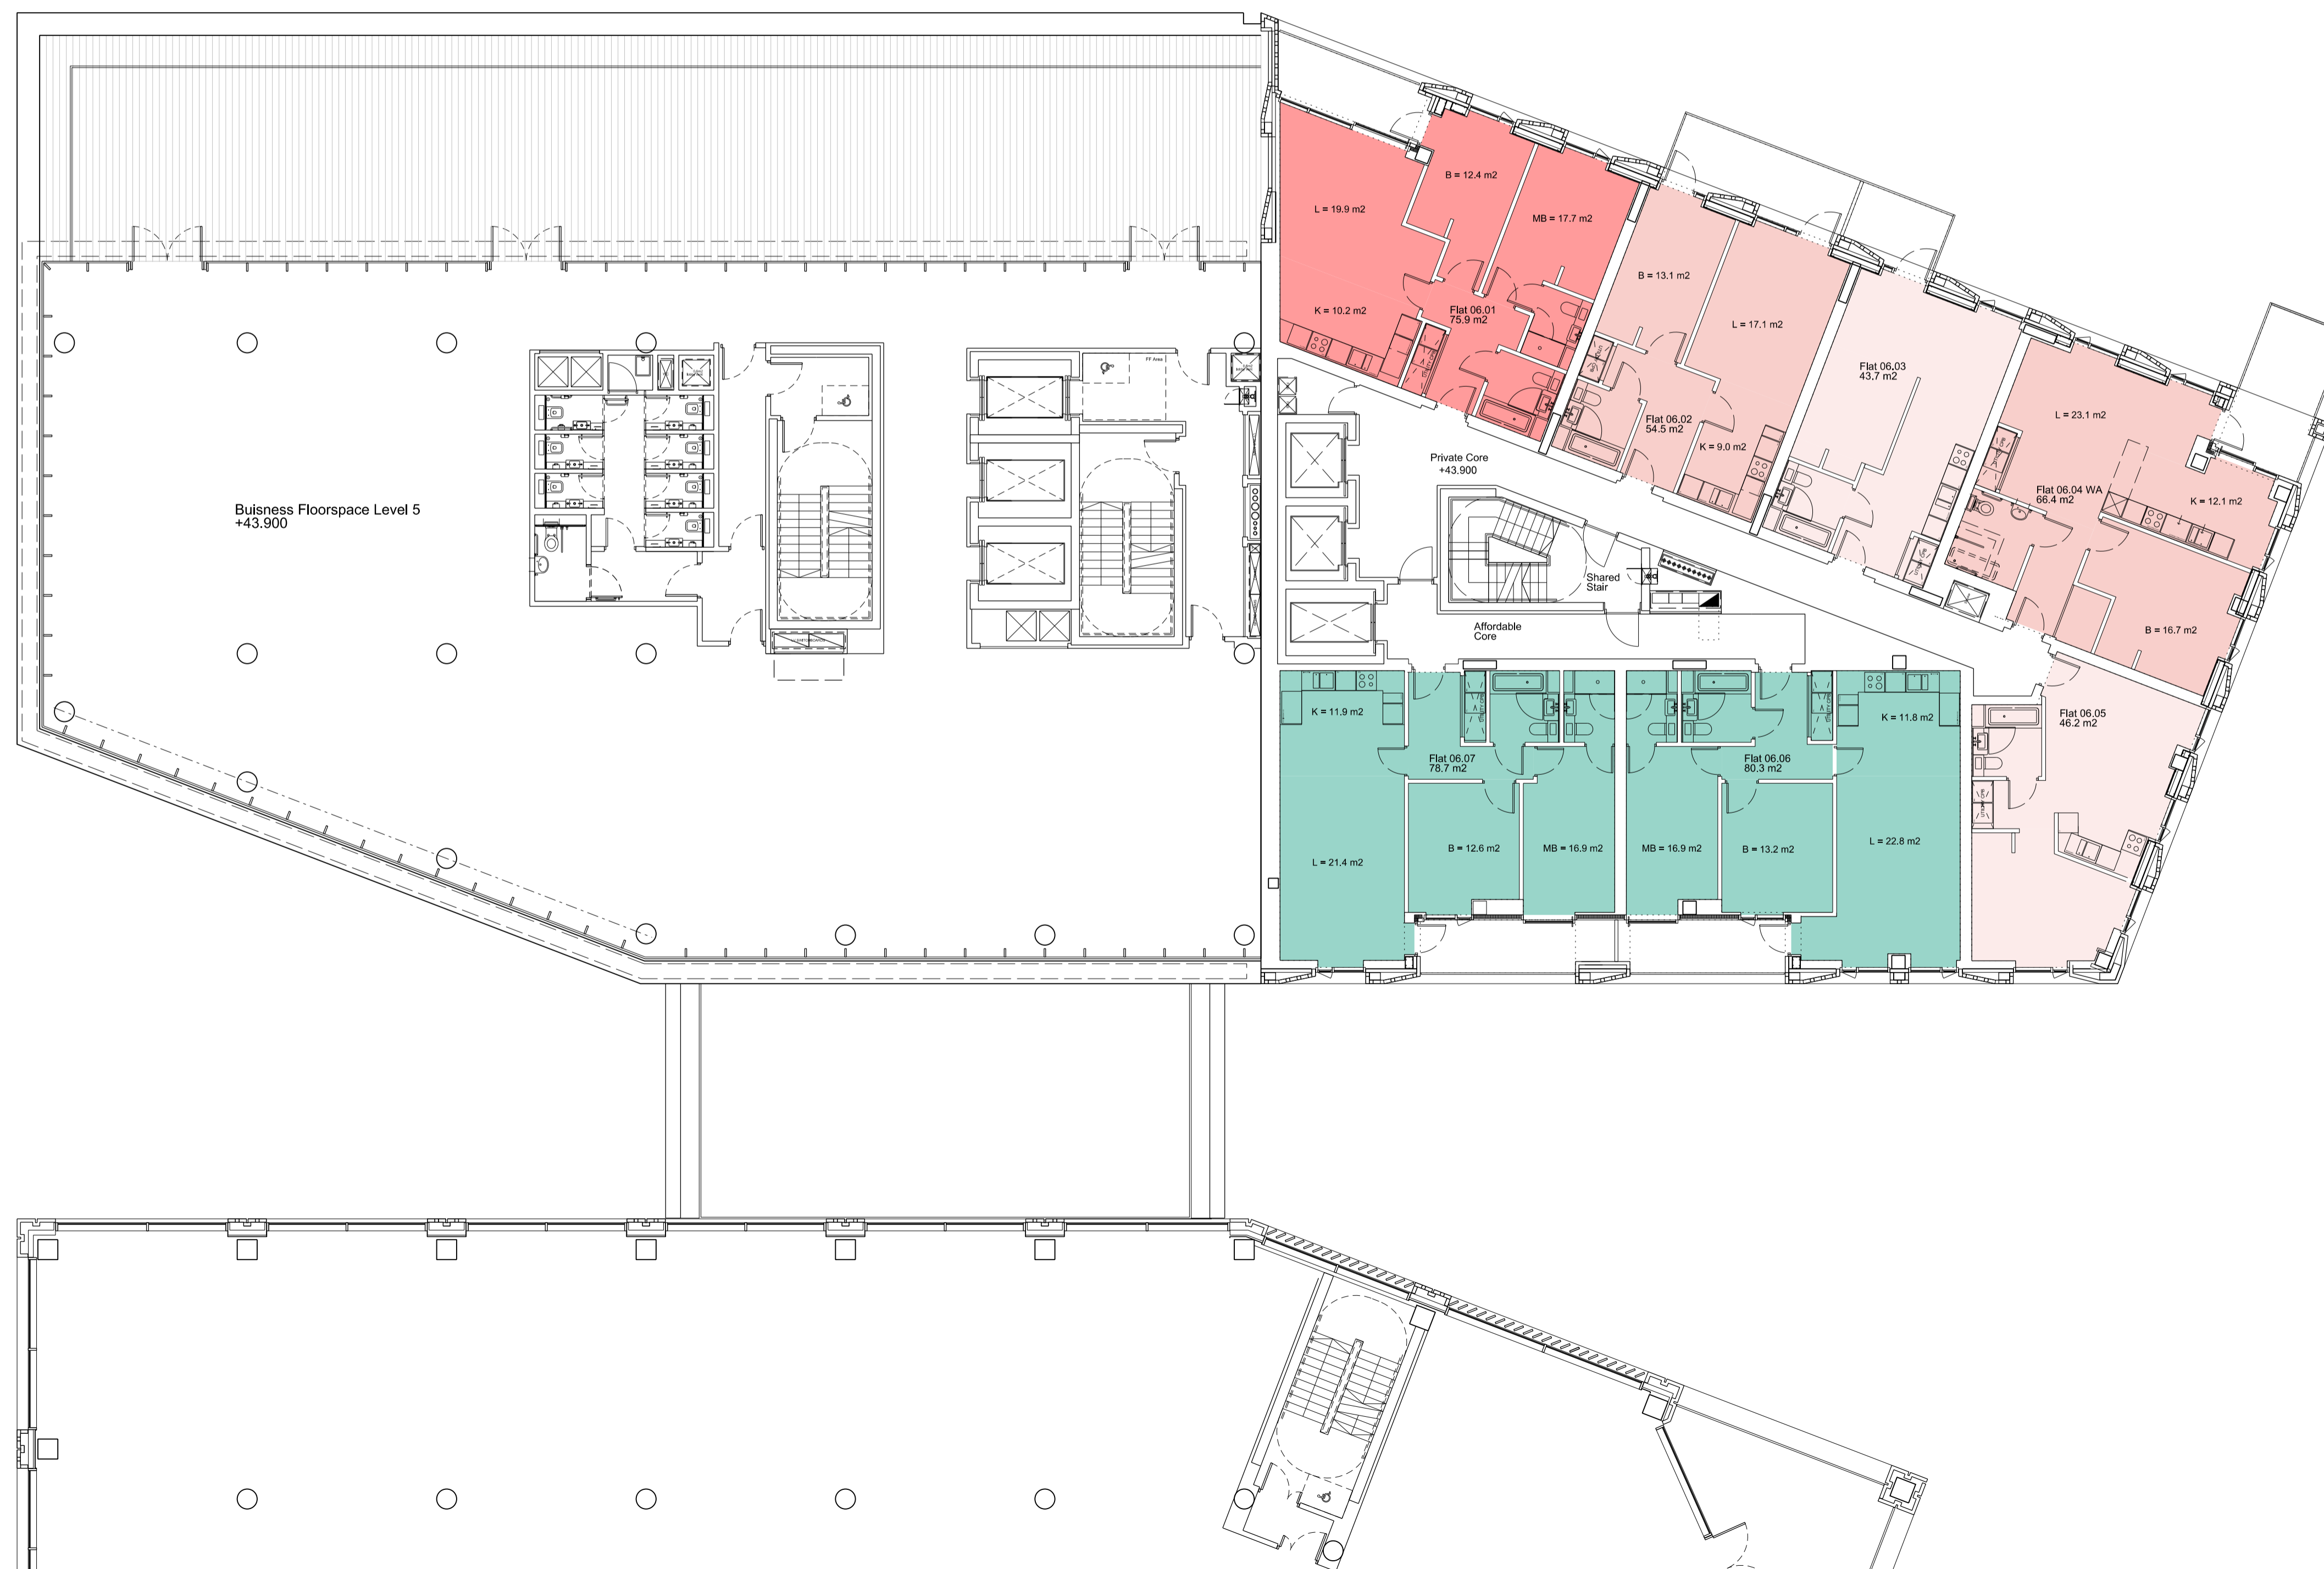 B = 12.4 m2
L = 19.9 m2
MB = 17.7 m2
B = 13.1 m2
K = 10.2 m2
Flat 06.01
75.9 m2
L = 17.1 m2
FF Area
Flat 06.03
43.7 m2
L = 23.1 m2
Flat 06.02
54.5 m2
K = 9.0 m2
Private Core
+43.900
Flat 06.04 WA
66.4 m2
K = 12.1 m2
Buisness Floorspace Level 5
+43.900
Shared
Stair
Affordable
Core
B = 16.7 m2
K = 11.9 m2
K = 11.8 m2
Flat 06.05
46.2 m2
Flat 06.07
78.7 m2
Flat 06.06
80.3 m2
L = 21.4 m2
B = 12.6 m2
MB = 16.9 m2
MB = 16.9 m2
B = 13.2 m2
L = 22.8 m2